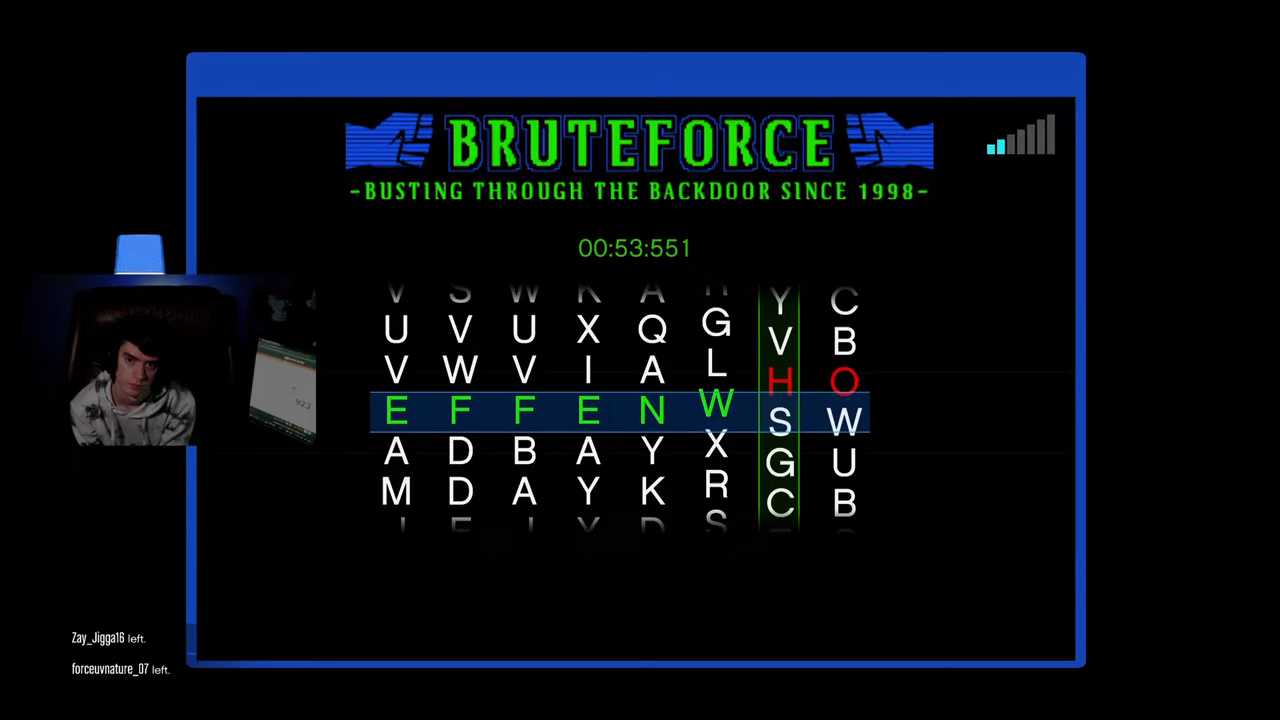 BRUTEFORCE
-BUSTING THROUGH THE BACKDOOR SINCE 1998-
00:53:551
V S W K A H Y C
U V U X Q G V B
V W V I A L H O
E F F E N W S W
A D B A Y X G U
M D A Y K R C B
Zay_Jigga16 left.
forceuvnature_07 left.